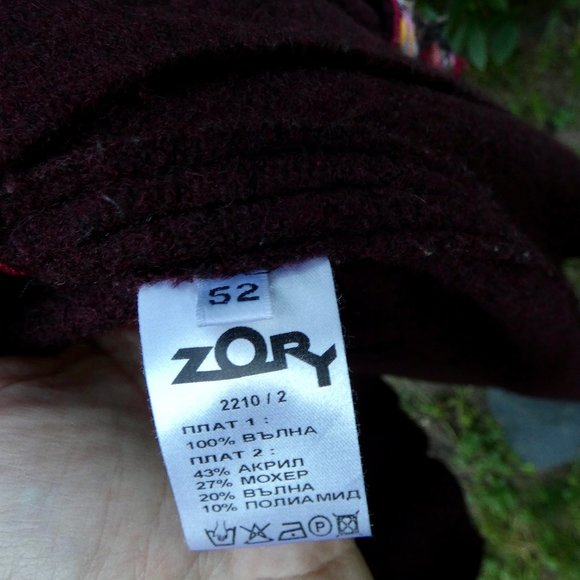 52
ZORY
2210 / 2
ПЛАТ 1 :
100% ВЪЛНА
ПЛАТ 2 :
43% АКРИЛ
27% МОХЕР
20% ВЪЛНА
10% ПОЛИАМИД